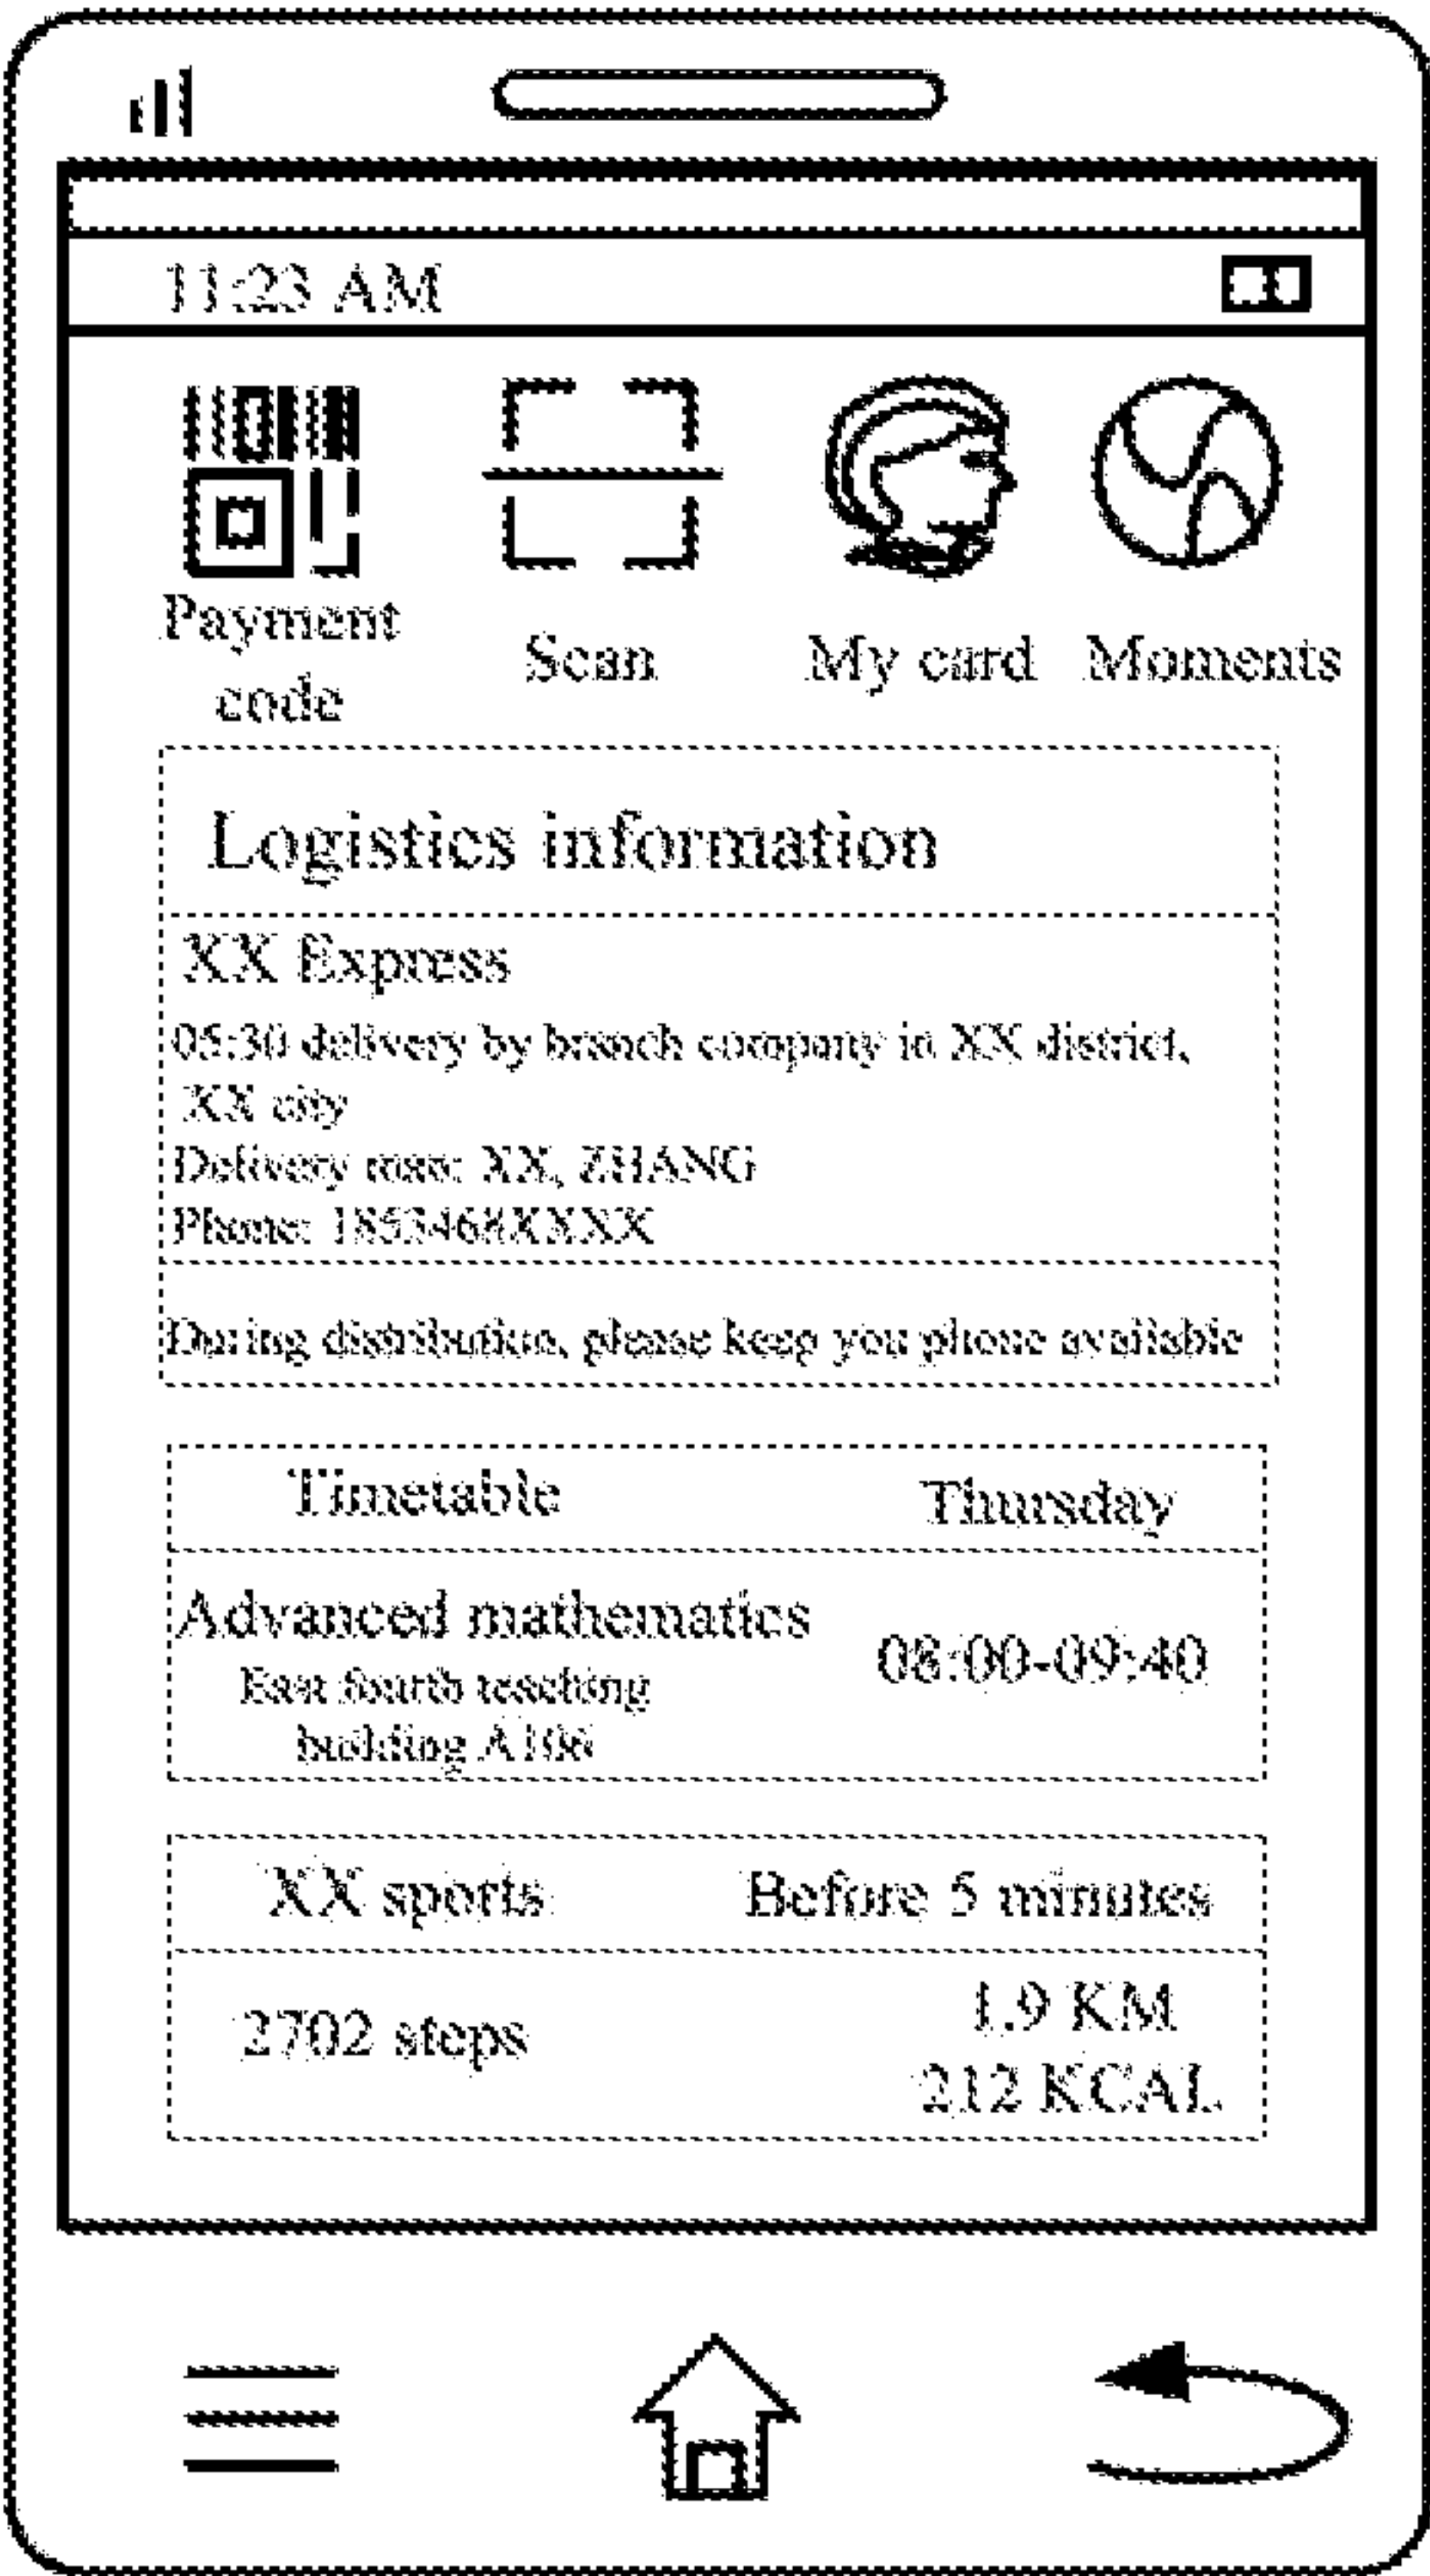 11:23 AM
Payment
code
Scan
My card
Moments
Logistics information
XX Express
05:30 delivery by branch company in XX district,
XX city
Delivery man: XX, ZHANG
Phone: 1853468XXXX
During distribution, please keep you phone available
Timetable
Thursday
Advanced mathematics
08:00-09:40
East fourth teaching
building A106
XX sports
Before 5 minutes
2702 steps
1.9 KM
212 KCAL